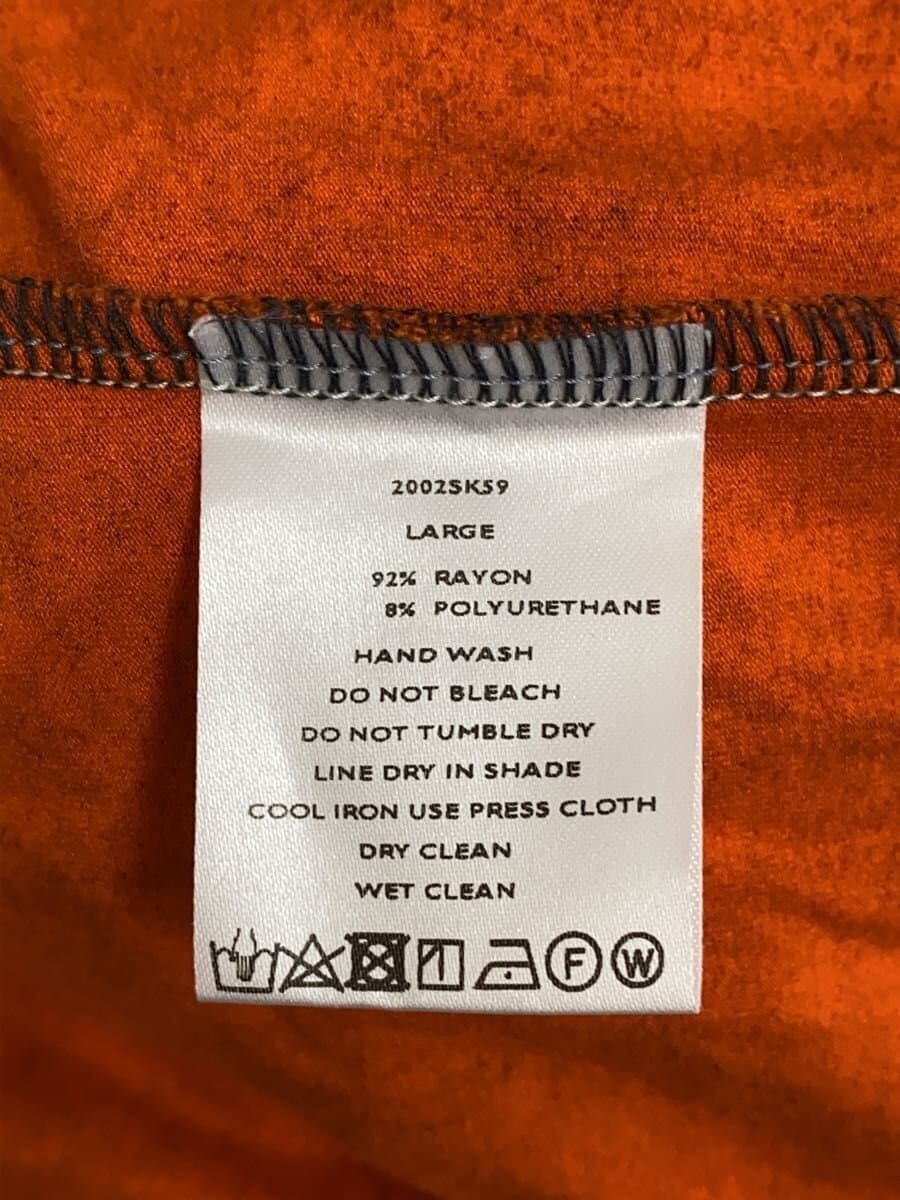 2002SK59
LARGE
92% RAYON
8% POLYURETHANE
HAND WASH
DO NOT BLEACH
DO NOT TUMBLE DRY
LINE DRY IN SHADE
COOL IRON USE PRESS CLOTH
DRY CLEAN
WET CLEAN
F W